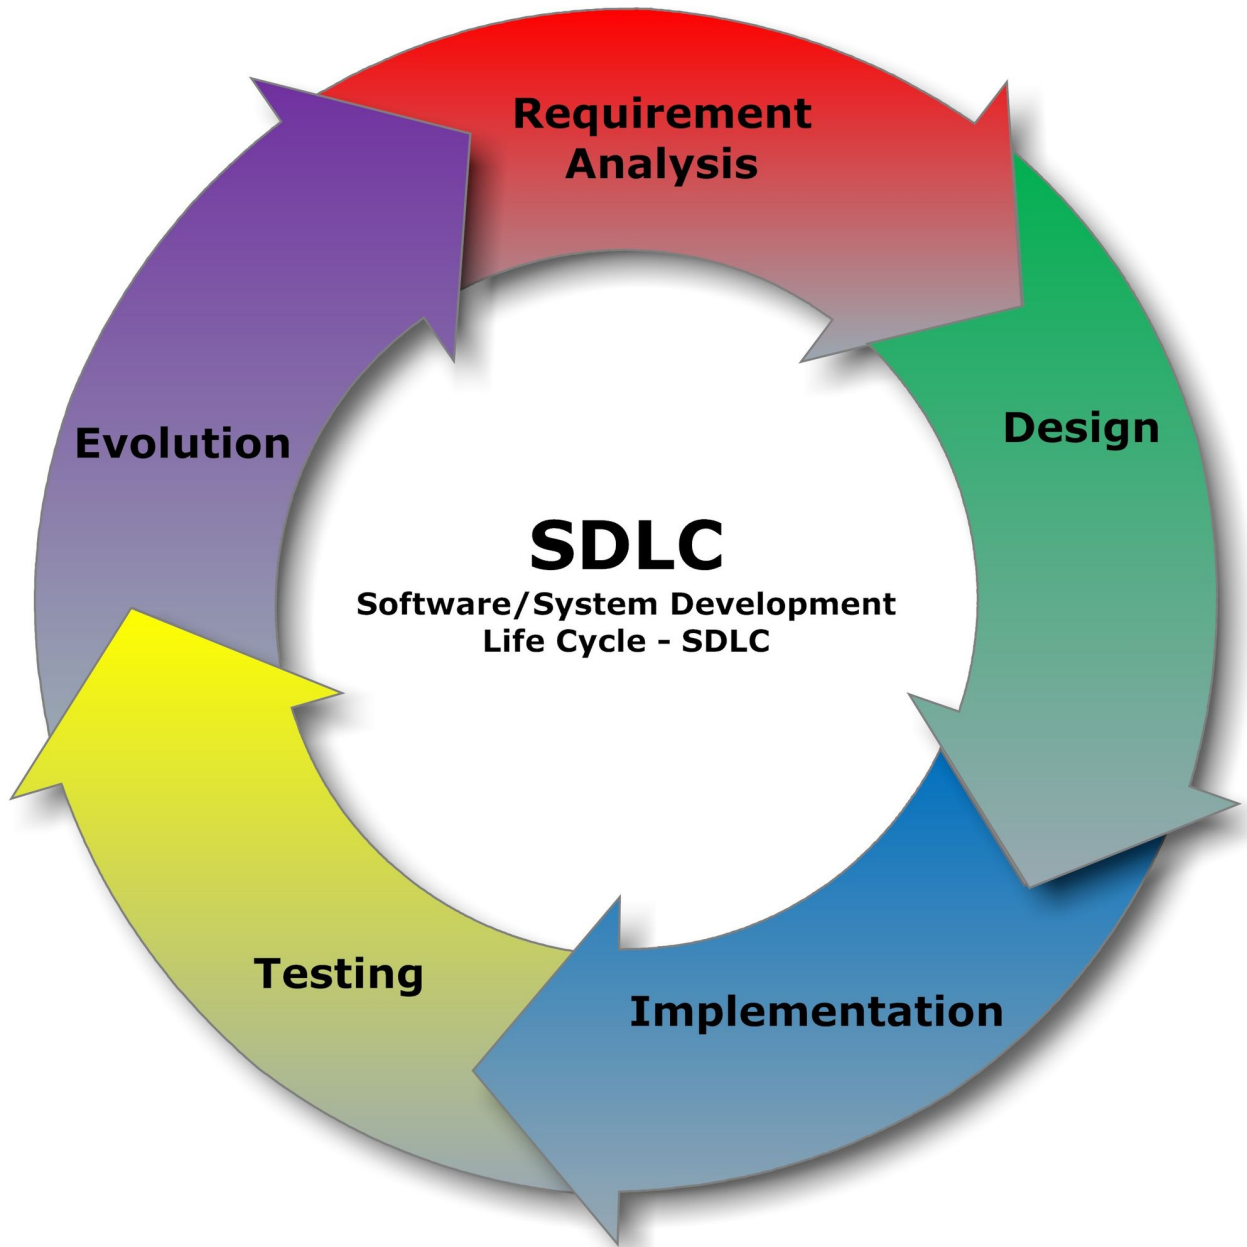 Requirement
Analysis
Design
Evolution
SDLC
Software/System Development
Life Cycle - SDLC
Testing
Implementation